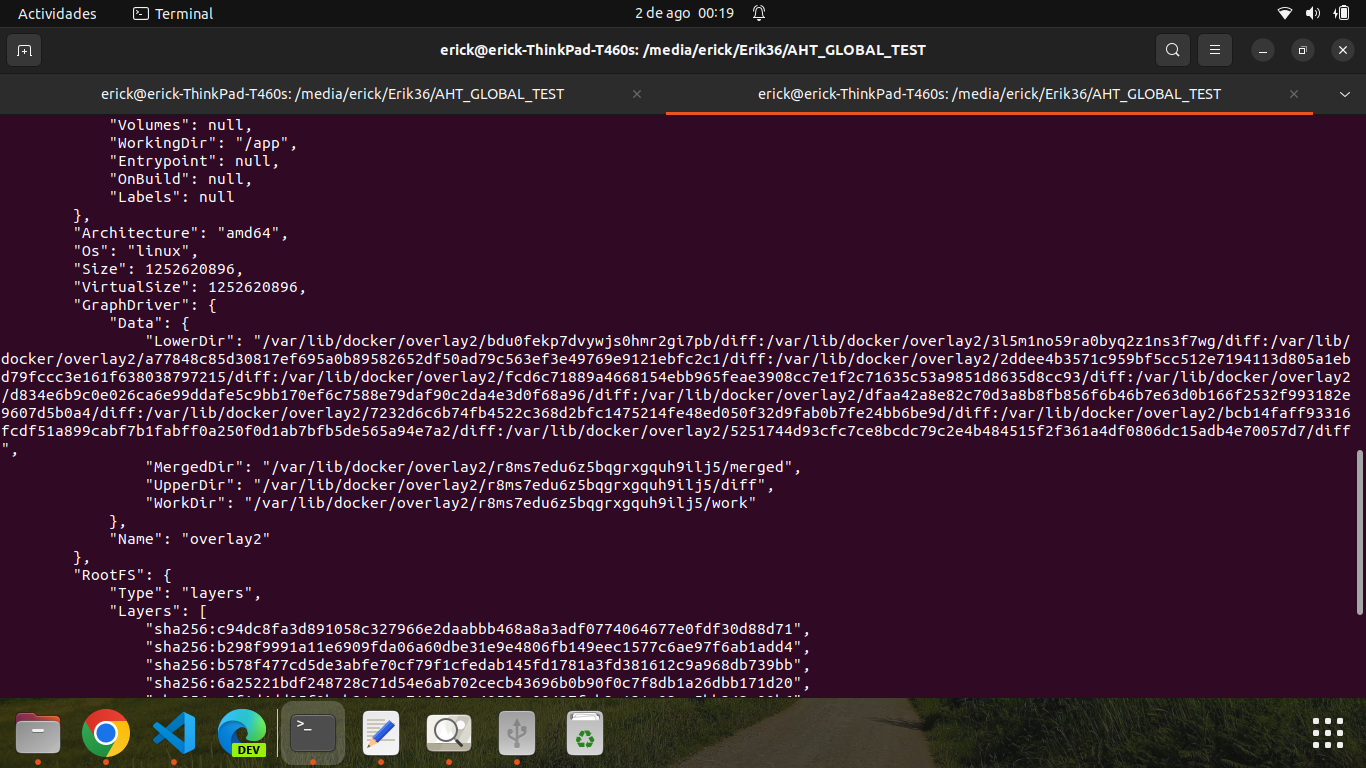 Actividades
Terminal
2 de ago 00:19
erick@erick-ThinkPad-T460s: /media/erick/Erik36/AHT_GLOBAL_TEST
erick@erick-ThinkPad-T460s: /media/erick/Erik36/AHT_GLOBAL_TEST
erick@erick-ThinkPad-T460s: /media/erick/Erik36/AHT_GLOBAL_TEST
"Volumes": null,
"WorkingDir": "/app",
"Entrypoint": null,
"OnBuild": null,
"Labels": null
},
"Architecture": "amd64",
"Os": "linux",
"Size": 1252620896,
"VirtualSize": 1252620896,
"GraphDriver": {
"Data": {
"LowerDir": "/var/lib/docker/overlay2/bdu0fekp7dvywjs0hmr2gi7pb/diff:/var/lib/docker/overlay2/3l5m1no59ra0byq2z1ns3f7wg/diff:/var/lib/
docker/overlay2/a77848c85d30817ef695a0b89582652df50ad79c563ef3e49769e9121ebfc2c1/diff:/var/lib/docker/overlay2/2ddee4b3571c959bf5cc512e7194113d805a1eb
d79fccc3e161f638038797215/diff:/var/lib/docker/overlay2/fcd6c71889a4668154ebb965feae3908cc7e1f2c71635c53a9851d8635d8cc93/diff:/var/lib/docker/overlay2
/d834e6b9c0e026ca6e99ddafe5c9bb170ef6c7588e79daf90c2da4e3d0f68a96/diff:/var/lib/docker/overlay2/dfaa42a8e82c70d3a8b8fb856f6b46b7e63d0b166f2532f993182e
9607d5b0a4/diff:/var/lib/docker/overlay2/7232d6c6b74fb4522c368d2bfc1475214fe48ed050f32d9fab0b7fe24bb6be9d/diff:/var/lib/docker/overlay2/bcb14faff93316
fcdf51a899cabf7b1fabff0a250f0d1ab7bfb5de565a94e7a2/diff:/var/lib/docker/overlay2/5251744d93cfc7ce8bcdc79c2e4b484515f2f361a4df0806dc15adb4e70057d7/diff
",
"MergedDir": "/var/lib/docker/overlay2/r8ms7edu6z5bqgrxgquh9ilj5/merged",
"UpperDir": "/var/lib/docker/overlay2/r8ms7edu6z5bqgrxgquh9ilj5/diff",
"WorkDir": "/var/lib/docker/overlay2/r8ms7edu6z5bqgrxgquh9ilj5/work"
},
"Name": "overlay2"
},
"RootFS": {
"Type": "layers",
"Layers": [
"sha256:c94dc8fa3d891058c327966e2daabbb468a8a3adf0774064677e0fdf30d88d71",
"sha256:b298f9991a11e6909fda06a60dbe31e9e4806fb149eec1577c6ae97f6ab1add4",
"sha256:b578f477cd5de3abfe70cf79f1cfedab145fd1781a3fd381612c9a968db739bb",
"sha256:6a25221bdf248728c71d54e6ab702cecb43696b0b90f0c7f8db1a26dbb171d20",
>_
DEV